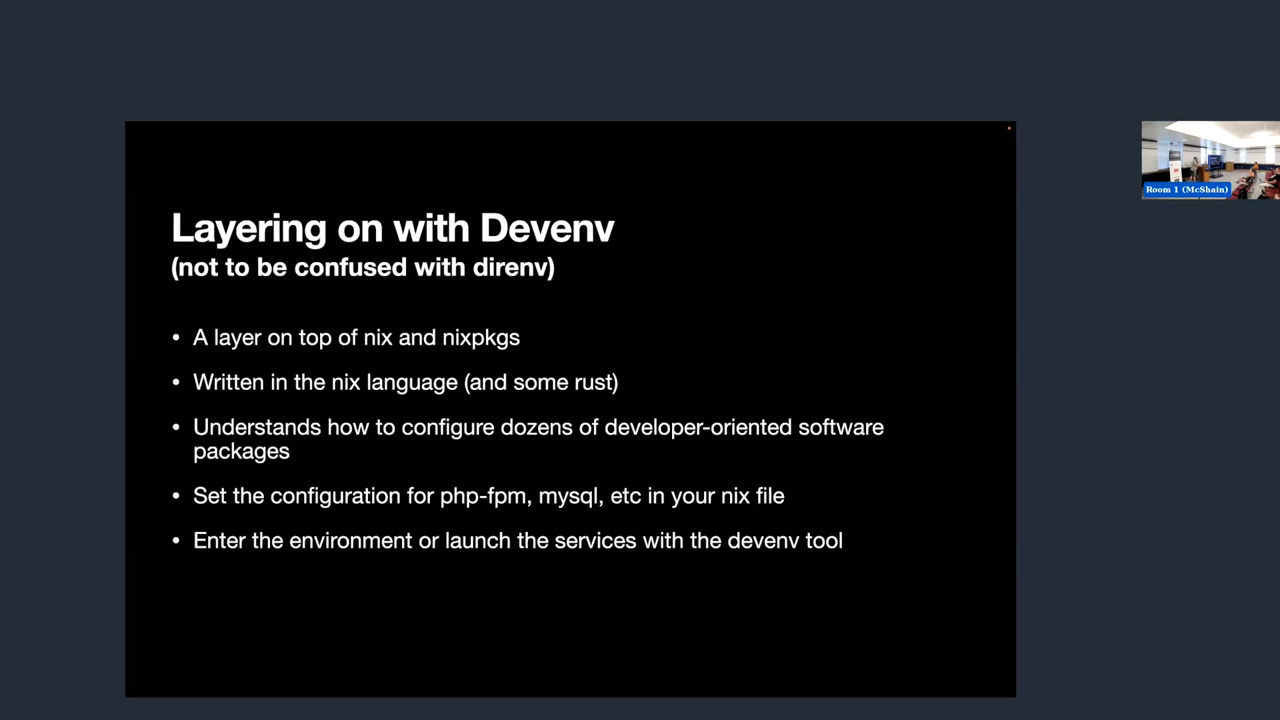 Layering on with Devenv
(not to be confused with direnv)
• A layer on top of nix and nixpkgs
• Written in the nix language (and some rust)
• Understands how to configure dozens of developer-oriented software
packages
• Set the configuration for php-fpm, mysql, etc in your nix file
• Enter the environment or launch the services with the devenv tool
Room 1 (McShain)